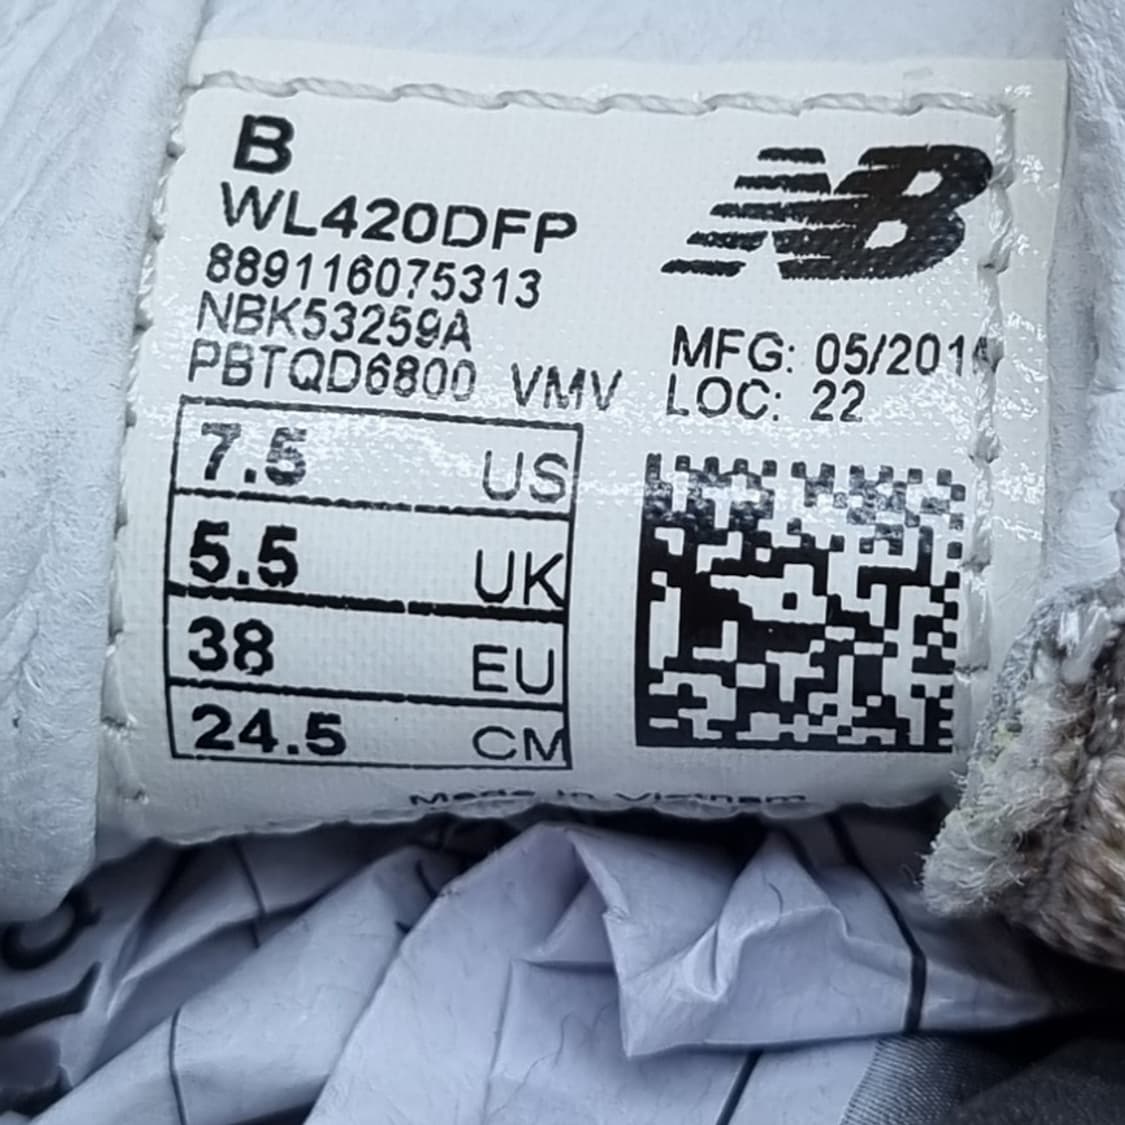 B
WL420DFP
889116075313
NBK53259A
PBTQD6800 VMV
MFG: 05/2014
LOC: 22
7.5 US
5.5 UK
38 EU
24.5 CM
Made in Vietnam